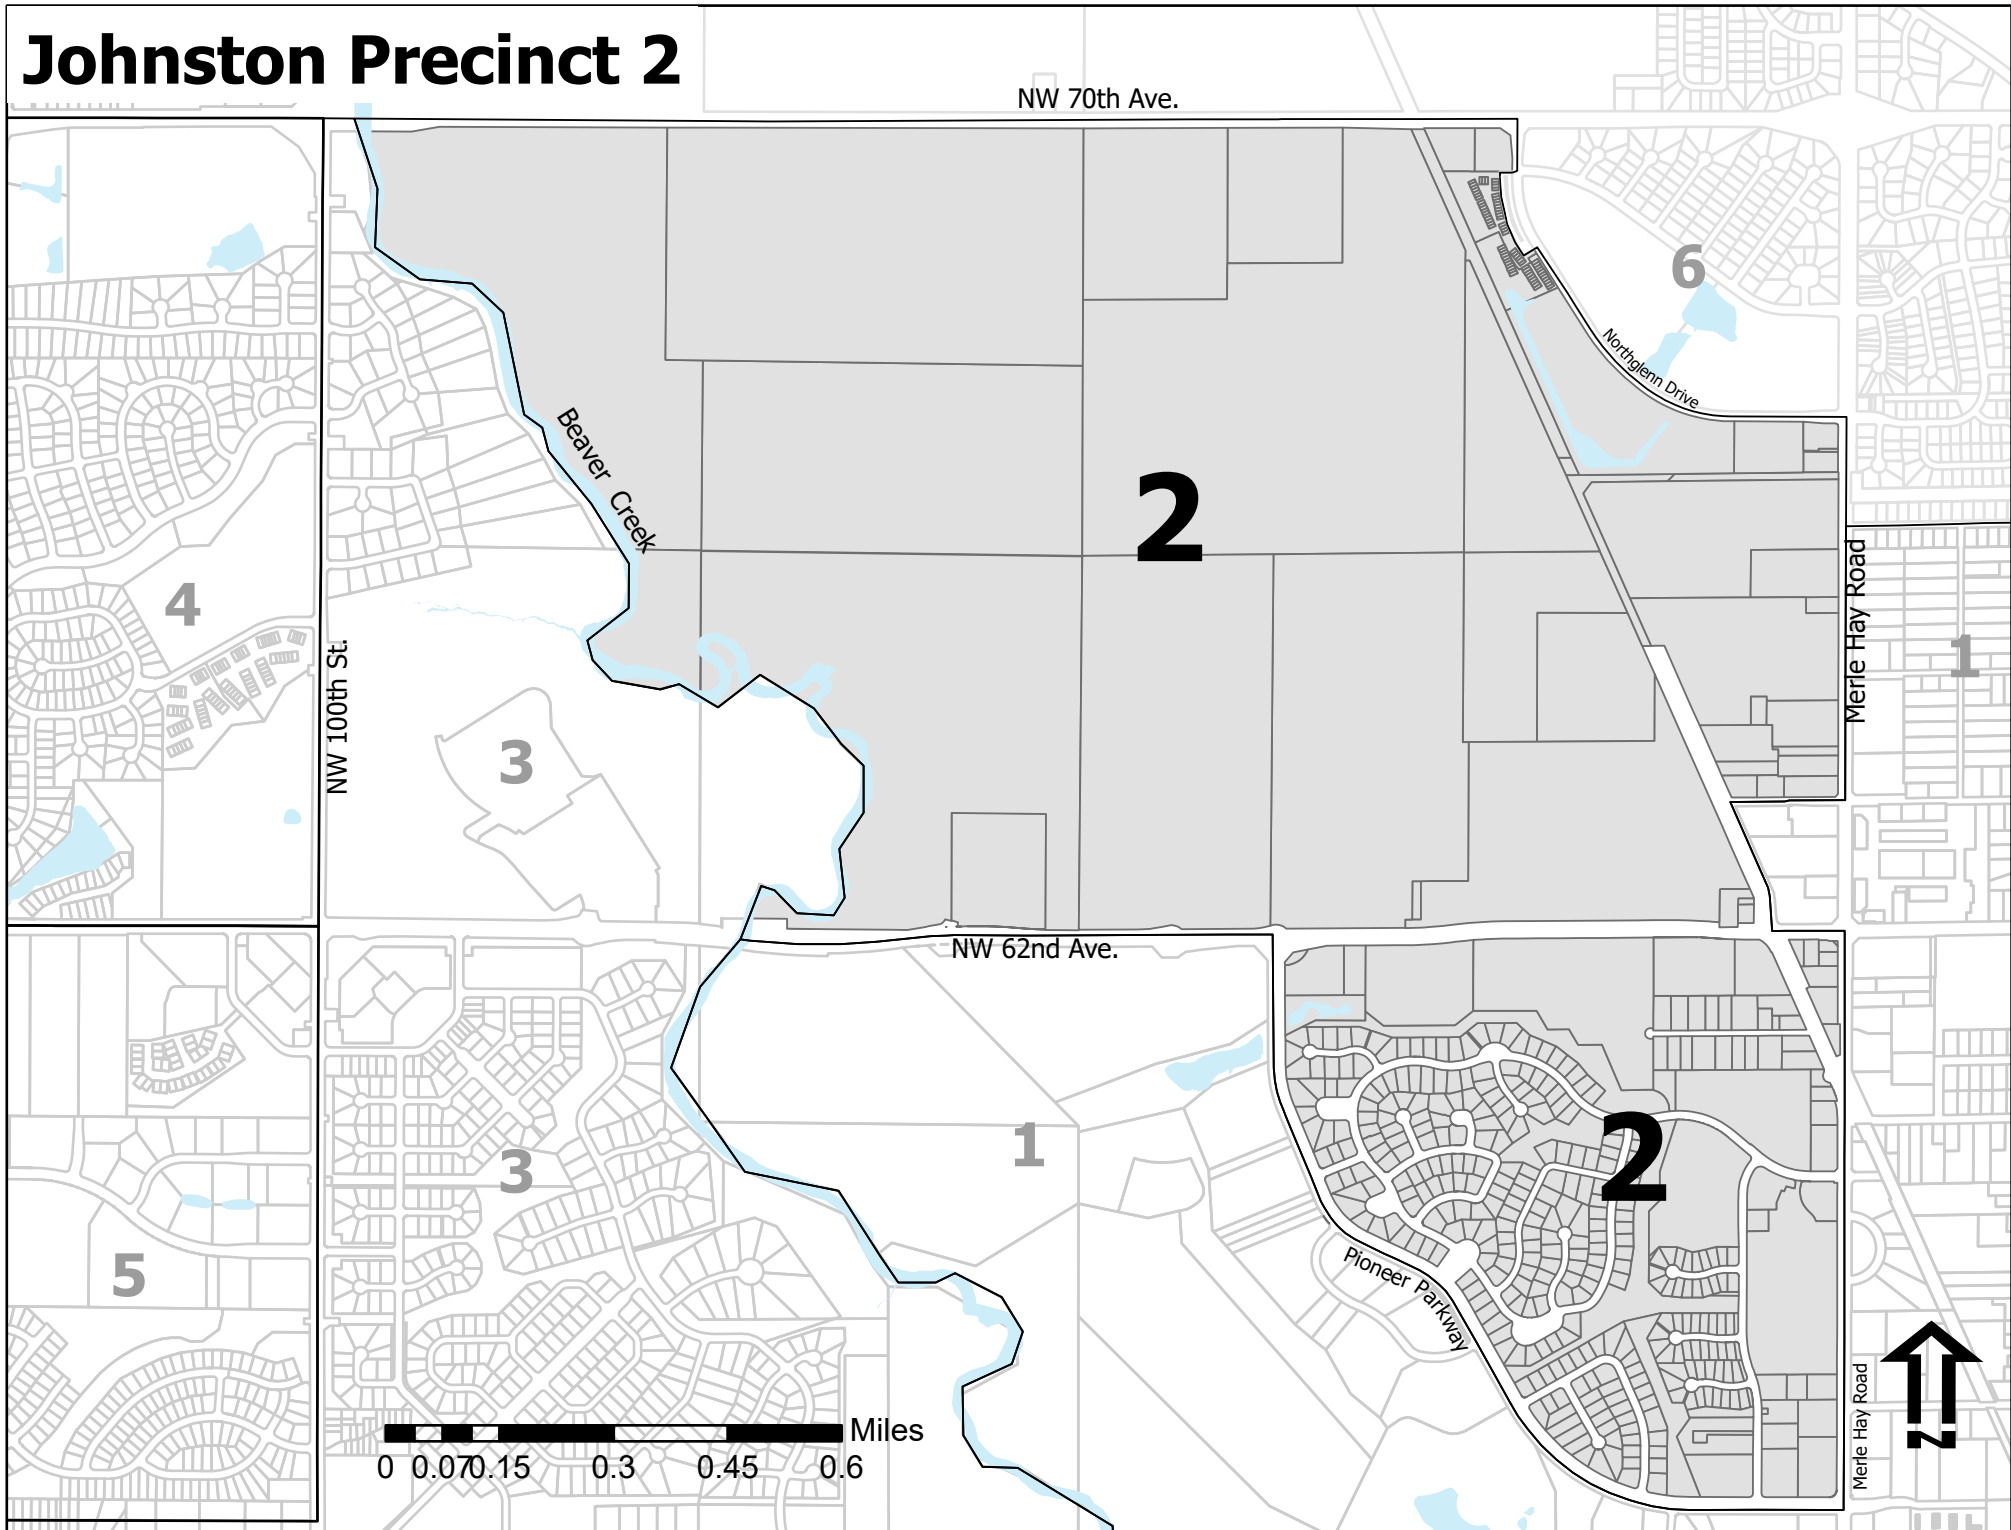 Johnston Precinct 2
NW 70th Ave.
6
Northglenn Drive
Beaver Creek
2
4
Merle Hay Road
1
NW 100th St.
3
NW 62nd Ave.
1
2
3
5
Pioneer Parkway
Merle Hay Road
Miles
0 0.07 0.15 0.3 0.45 0.6